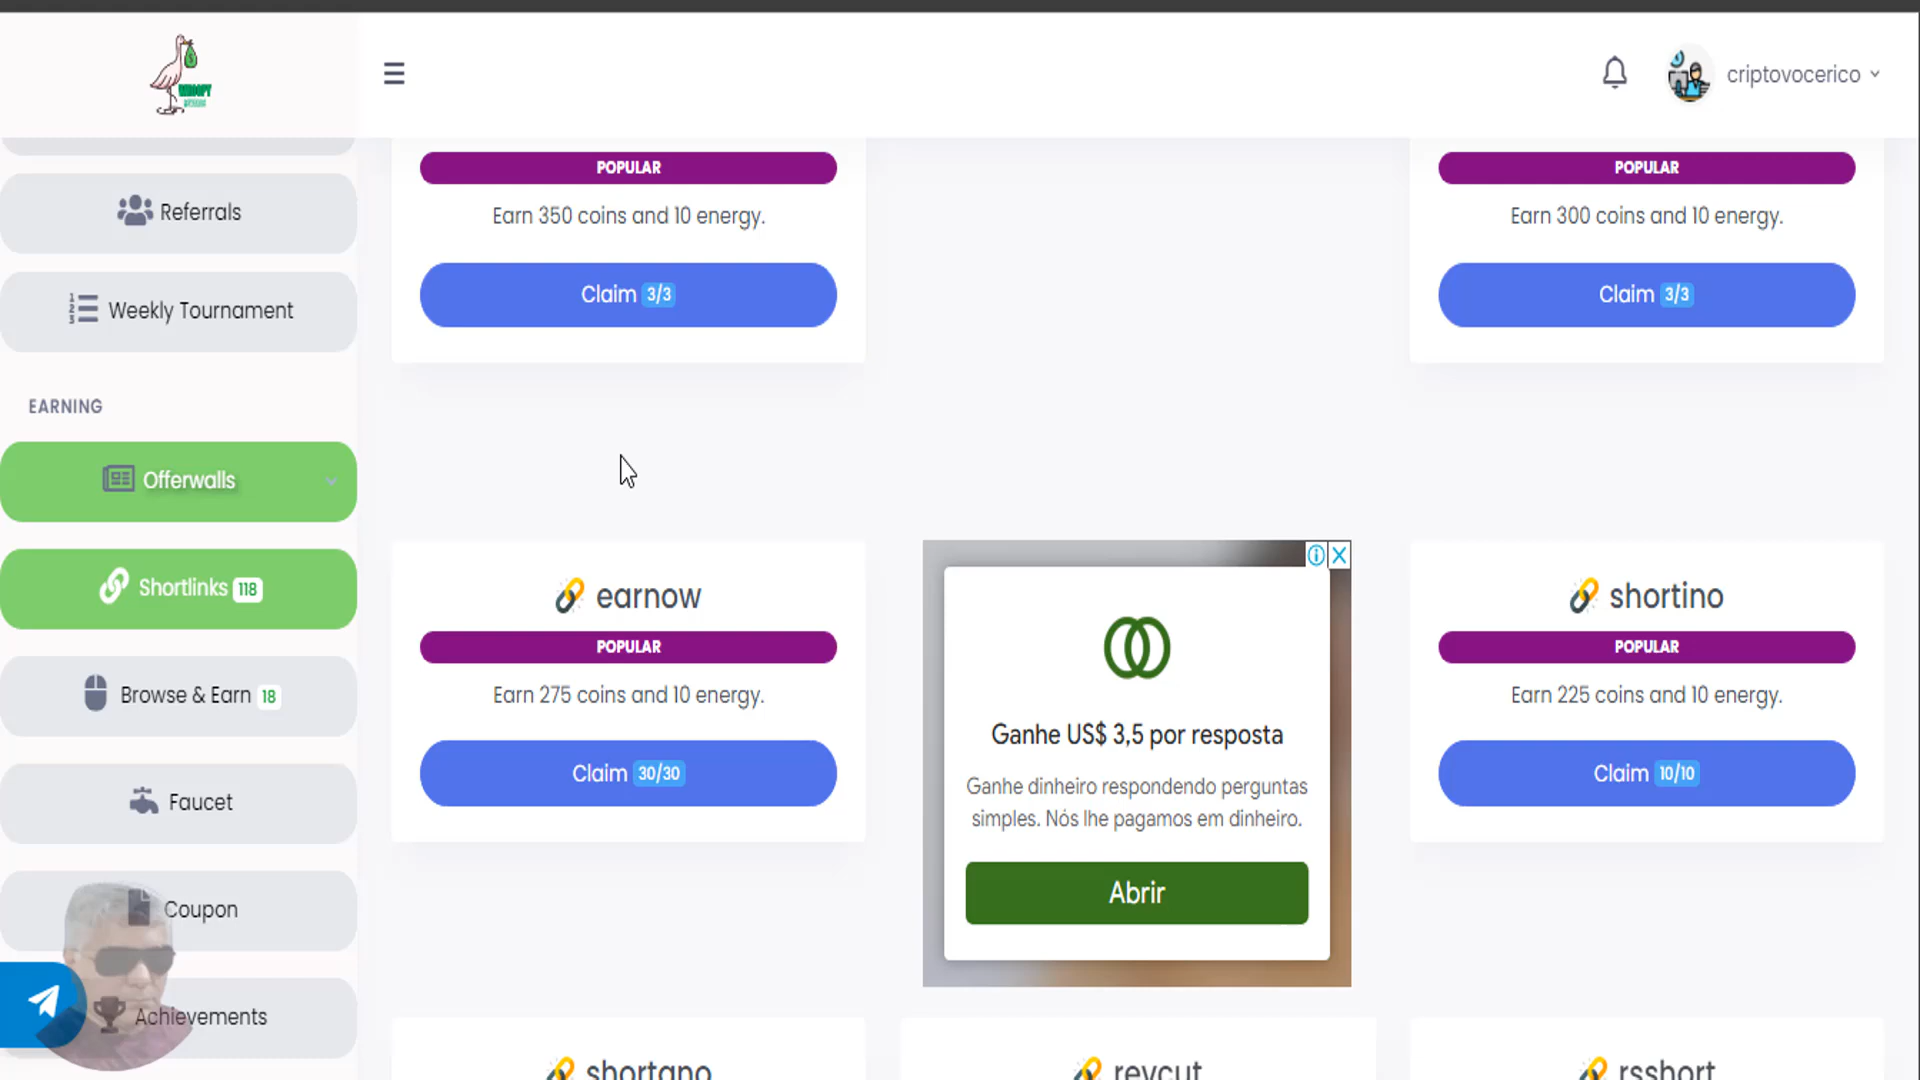 WHOOPY
criptovocerico
Referrals
Weekly Tournament
EARNING
Offerwalls
Shortlinks 118
Browse & Earn 18
Faucet
Coupon
Achievements
POPULAR
Earn 350 coins and 10 energy.
Claim 3/3
POPULAR
Earn 300 coins and 10 energy.
Claim 3/3
earnow
POPULAR
Earn 275 coins and 10 energy.
Claim 30/30
Ganhe US$ 3,5 por resposta
Ganhe dinheiro respondendo perguntas
simples. Nós lhe pagamos em dinheiro.
Abrir
shortino
POPULAR
Earn 225 coins and 10 energy.
Claim 10/10
shortano
revcut
rsshort